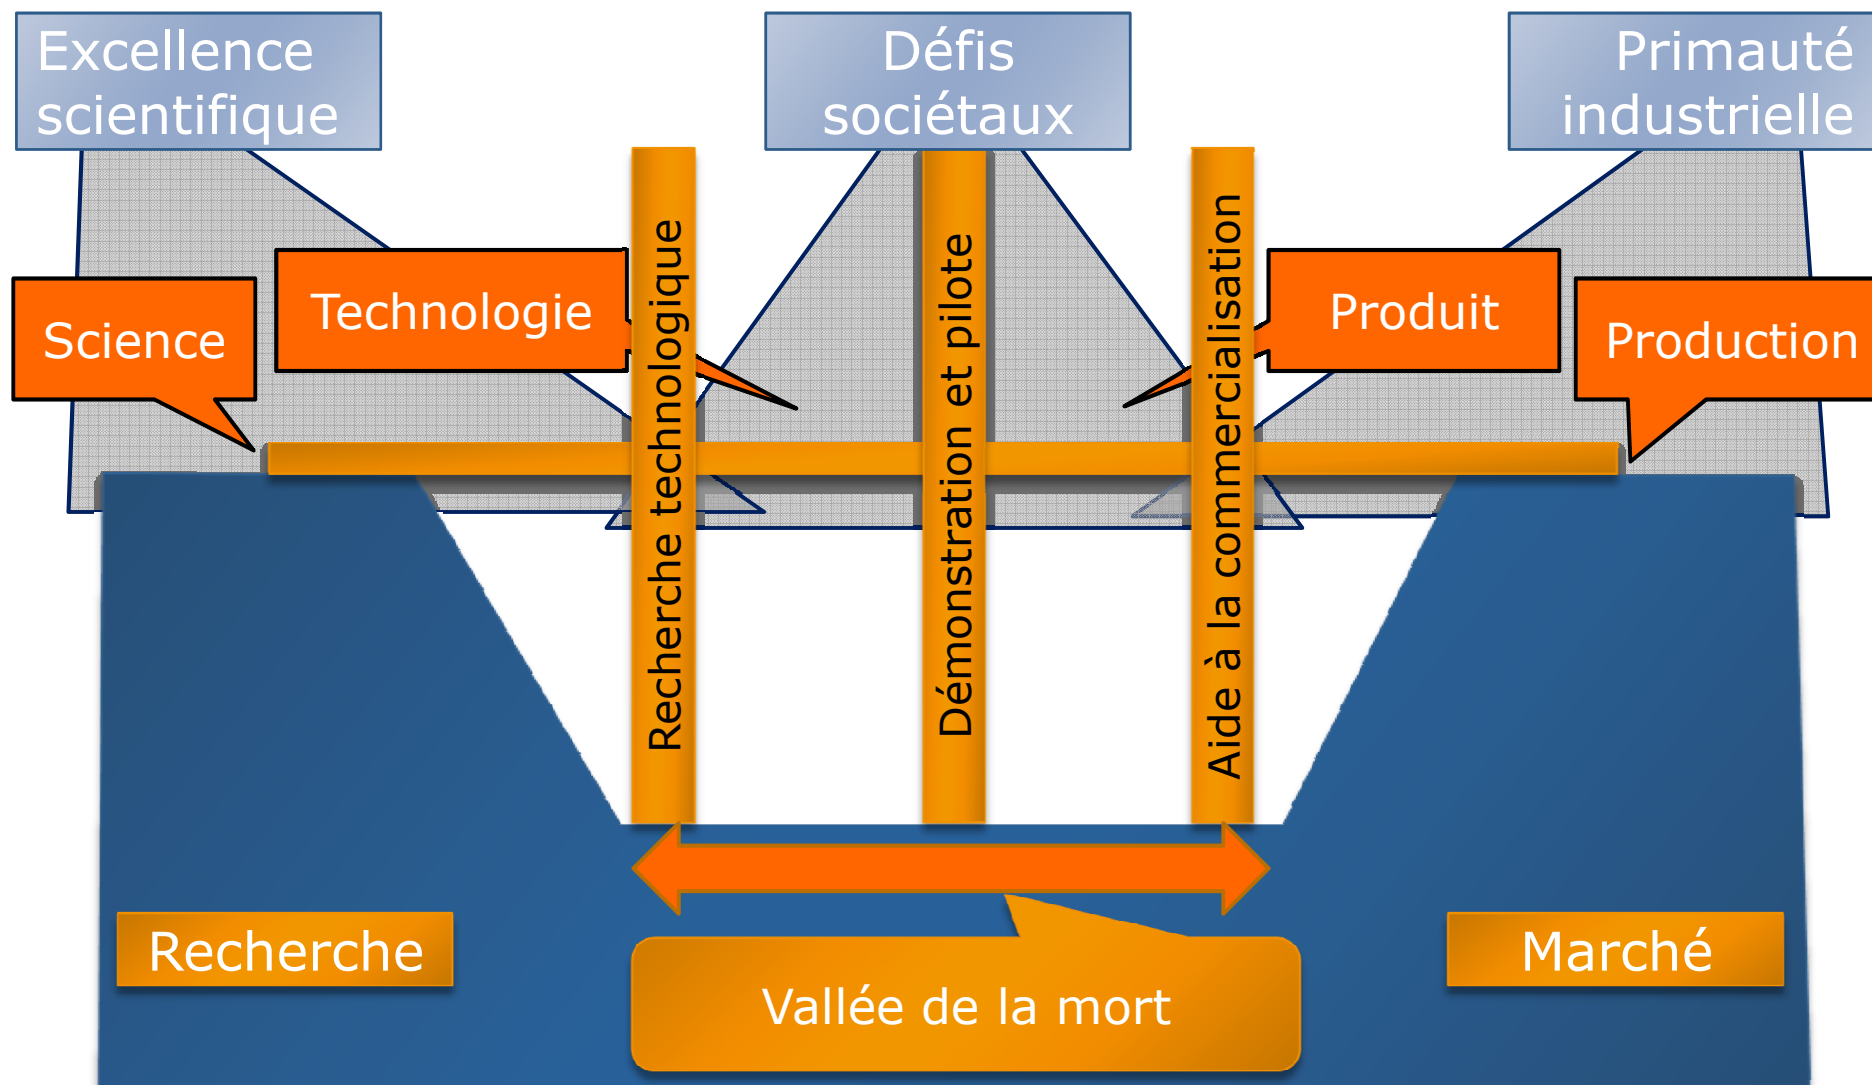 Excellence
scientifique
Défis
sociétaux
Primauté
industrielle
Science
Technologie
Produit
Production
Recherche technologique
Démonstration et pilote
Aide à la commercialisation
Recherche
Marché
Vallée de la mort